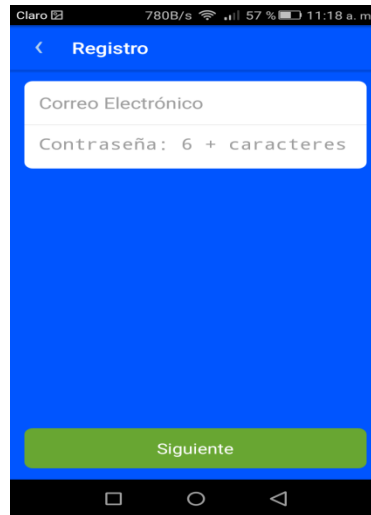 Claro 780B/s 57 % 11:18 a. m
Registro
Correo Electrónico
Contraseña: 6 + caracteres
Siguiente